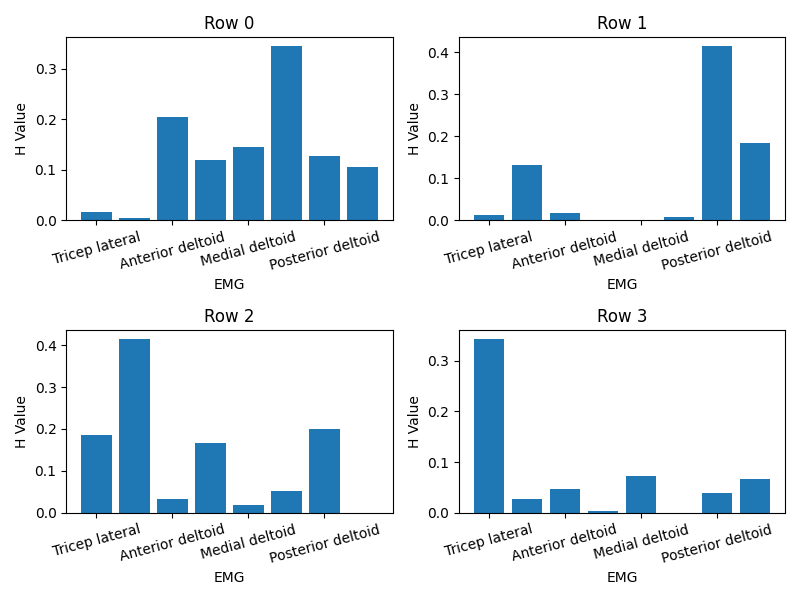 Row 0
H Value
0.3
0.2
0.1
0.0
Tricep lateral
Anterior deltoid
Medial deltoid
Posterior deltoid
EMG
Row 1
H Value
0.4
0.3
0.2
0.1
0.0
Tricep lateral
Anterior deltoid
Medial deltoid
Posterior deltoid
EMG
Row 2
H Value
0.4
0.3
0.2
0.1
0.0
Tricep lateral
Anterior deltoid
Medial deltoid
Posterior deltoid
EMG
Row 3
H Value
0.3
0.2
0.1
0.0
Tricep lateral
Anterior deltoid
Medial deltoid
Posterior deltoid
EMG